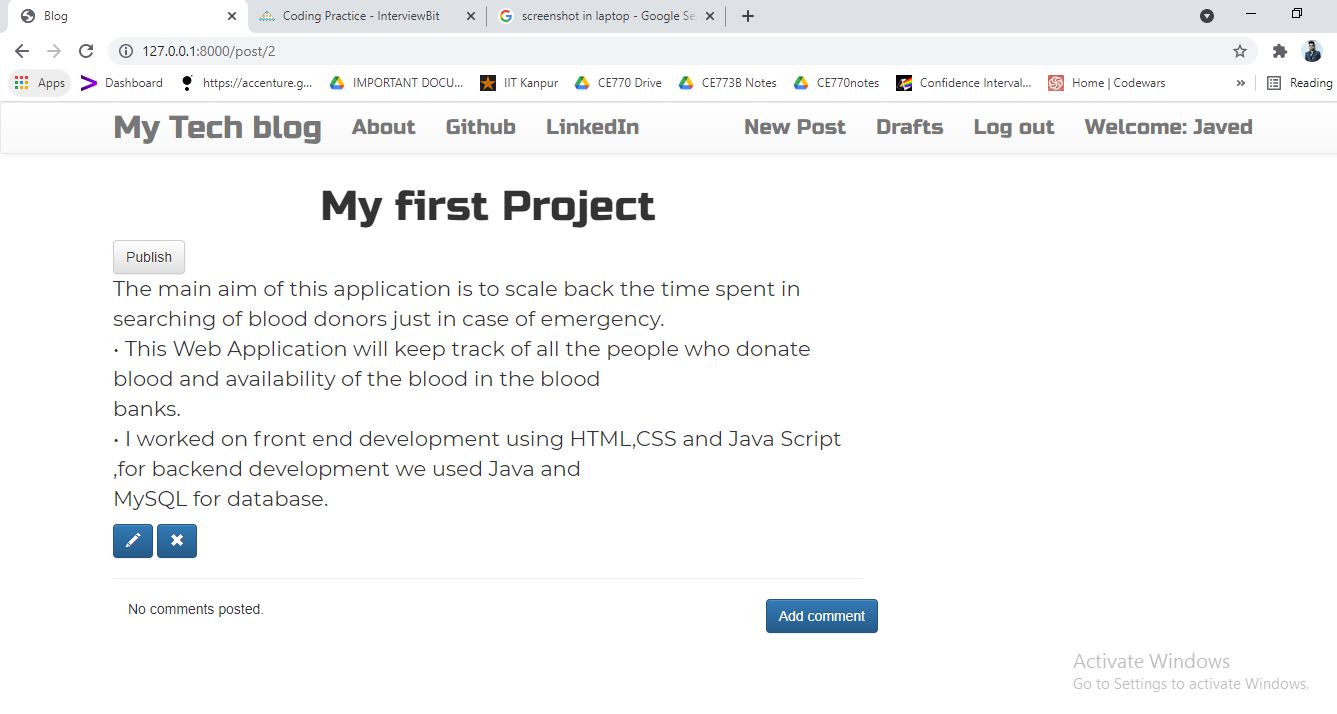 Blog
Coding Practice - InterviewBit
screenshot in laptop - Google Se
127.0.0.1:8000/post/2
Apps Dashboard https://accenture.g... IMPORTANT DOCU... IIT Kanpur CE770 Drive CE773B Notes CE770notes Confidence Interval... Home | Codewars » Reading
My Tech blog About Github LinkedIn New Post Drafts Log out Welcome: Javed
My first Project
Publish
The main aim of this application is to scale back the time spent in
searching of blood donors just in case of emergency.
• This Web Application will keep track of all the people who donate
blood and availability of the blood in the blood
banks.
• I worked on front end development using HTML,CSS and Java Script
,for backend development we used Java and
MySQL for database.
No comments posted. Add comment
Activate Windows
Go to Settings to activate Windows.